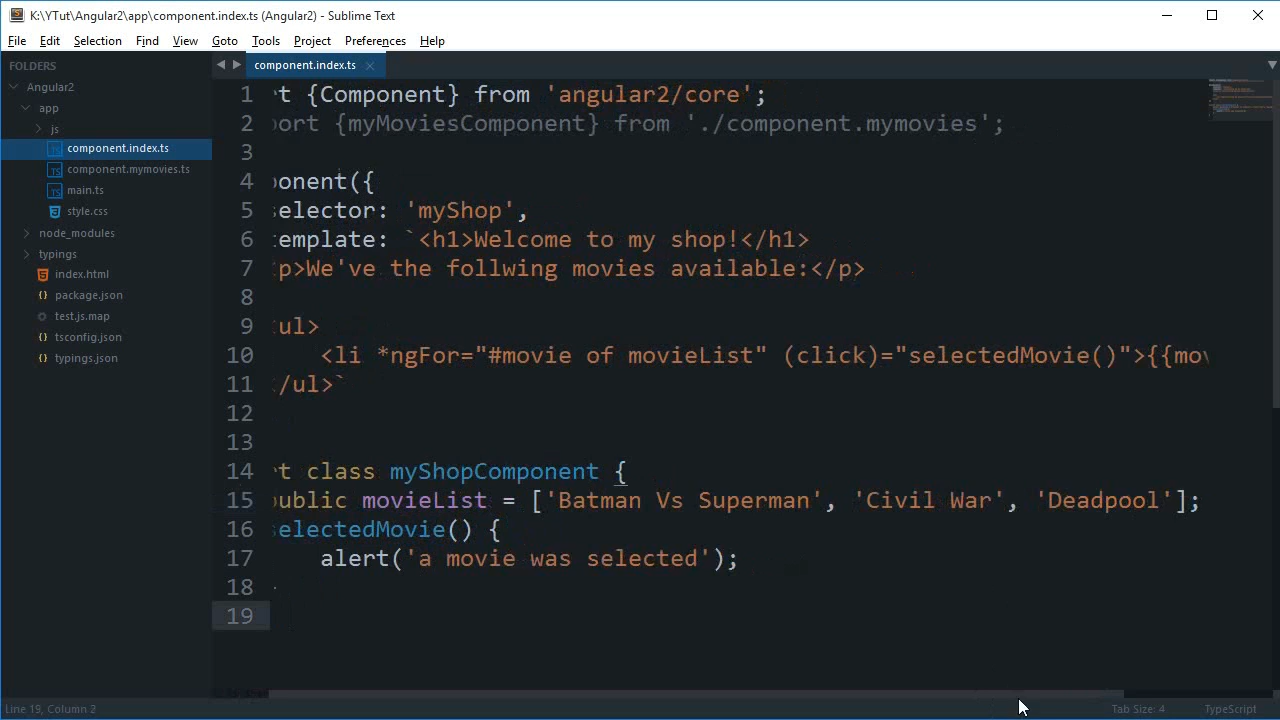 K:\YTut\Angular2\app\component.index.ts (Angular2) - Sublime Text
File Edit Selection Find View Goto Tools Project Preferences Help
FOLDERS
Angular2
app
js
component.index.ts
component.mymovies.ts
main.ts
style.css
node_modules
typings
index.html
package.json
test.js.map
tsconfig.json
typings.json
component.index.ts
1 t {Component} from 'angular2/core';
2 port {myMoviesComponent} from './component.mymovies';
3
4 ponent({
5 selector: 'myShop',
6 template: `<h1>Welcome to my shop!</h1>
7 p>We've the follwing movies available:</p>
8
9 ul>
10 <li *ngFor="#movie of movieList" (click)="selectedMovie()">{{mov
11 /ul>`
12
13
14 t class myShopComponent {
15 public movieList = ['Batman Vs Superman', 'Civil War', 'Deadpool'];
16 selectedMovie() {
17 alert('a movie was selected');
18
19
Line 19, Column 2 Tab Size: 4 TypeScript